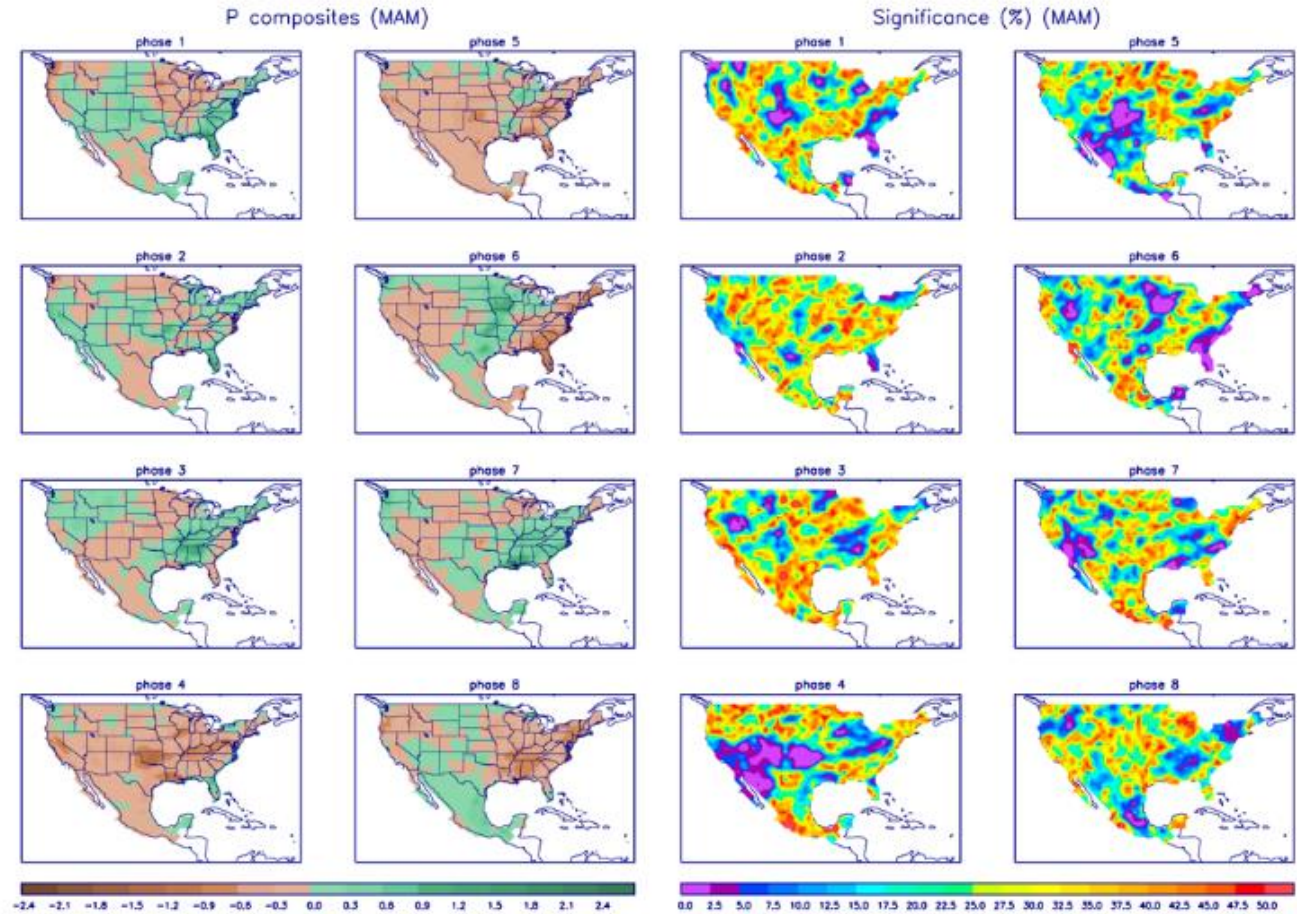 P composites (MAM) Significance (%) (MAM)
phase 1 phase 5 phase 1 phase 5
phase 2 phase 6 phase 2 phase 6
phase 3 phase 7 phase 3 phase 7
phase 4 phase 8 phase 4 phase 8
-2.4 -2.1 -1.8 -1.5 -1.2 -0.9 -0.6 -0.3 0.0 0.3 0.6 0.9 1.2 1.5 1.8 2.1 2.4 0.0 2.5 5.0 7.5 10.0 12.5 15.0 17.5 20.0 22.5 25.0 27.5 30.0 32.5 35.0 37.5 40.0 42.5 45.0 47.5 50.0